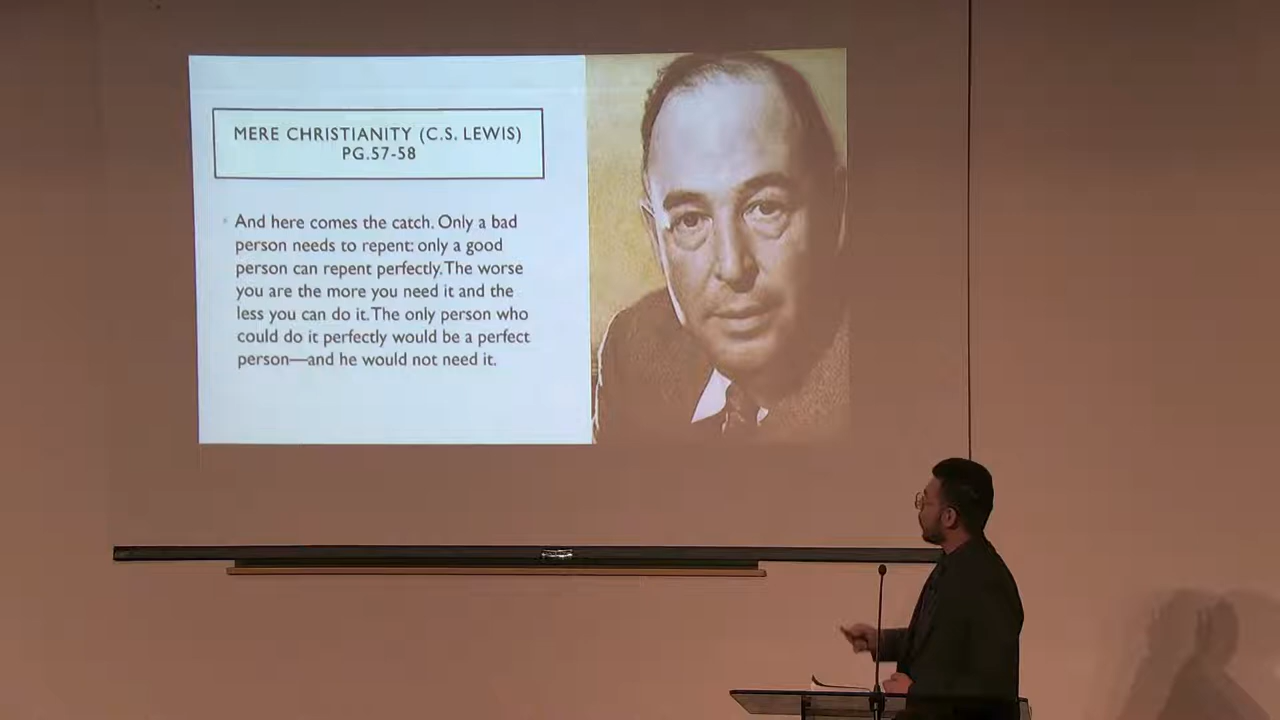 MERE CHRISTIANITY (C.S. LEWIS)
PG.57-58
And here comes the catch. Only a bad
person needs to repent: only a good
person can repent perfectly. The worse
you are the more you need it and the
less you can do it. The only person who
could do it perfectly would be a perfect
person—and he would not need it.